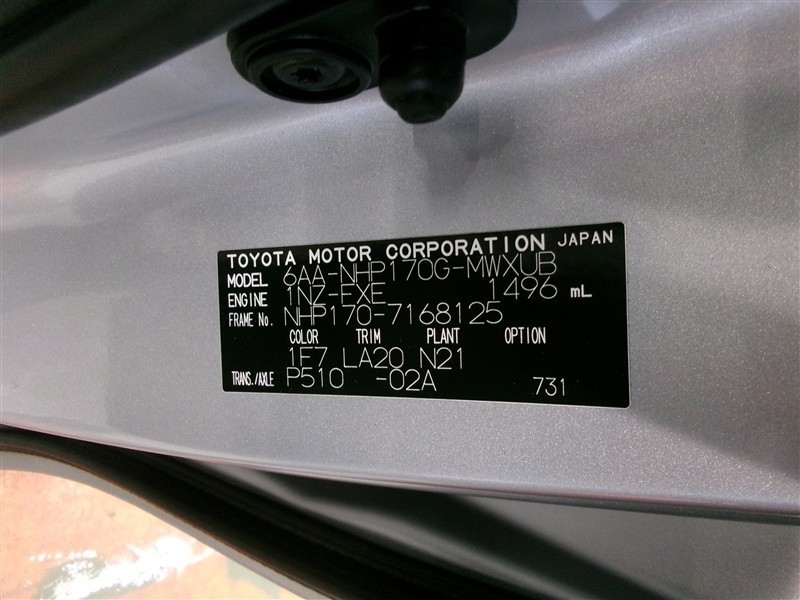 TOYOTA MOTOR CORPORATION JAPAN
MODEL 6AA-NHP170G-MWXUB
ENGINE 1NZ-EXE 1496 mL
FRAME No. NHP170-7168125
COLOR TRIM PLANT OPTION
1F7 LA20 N21
TRANS./AXLE P510 -02A 731